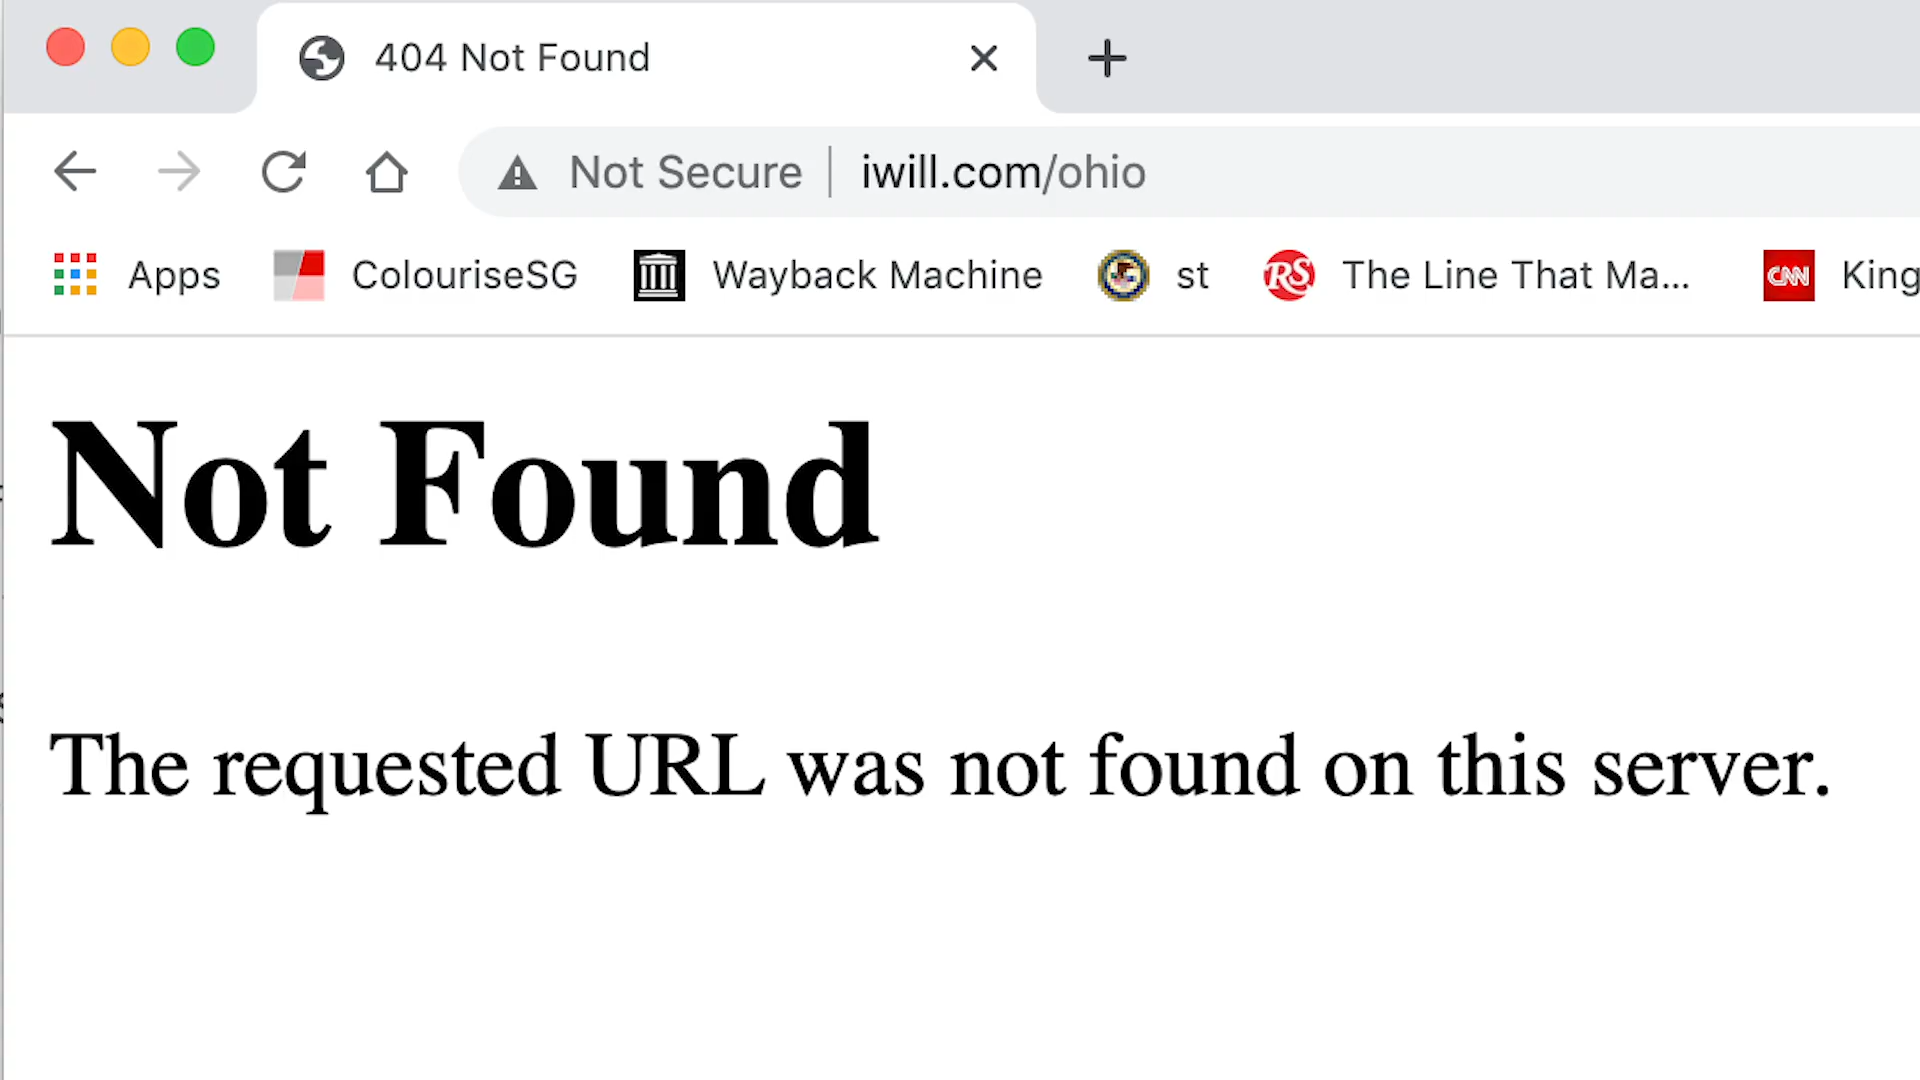 404 Not Found
Not Secure iwill.com/ohio
Apps ColouriseSG Wayback Machine st RS The Line That Ma... CNN King
Not Found
The requested URL was not found on this server.